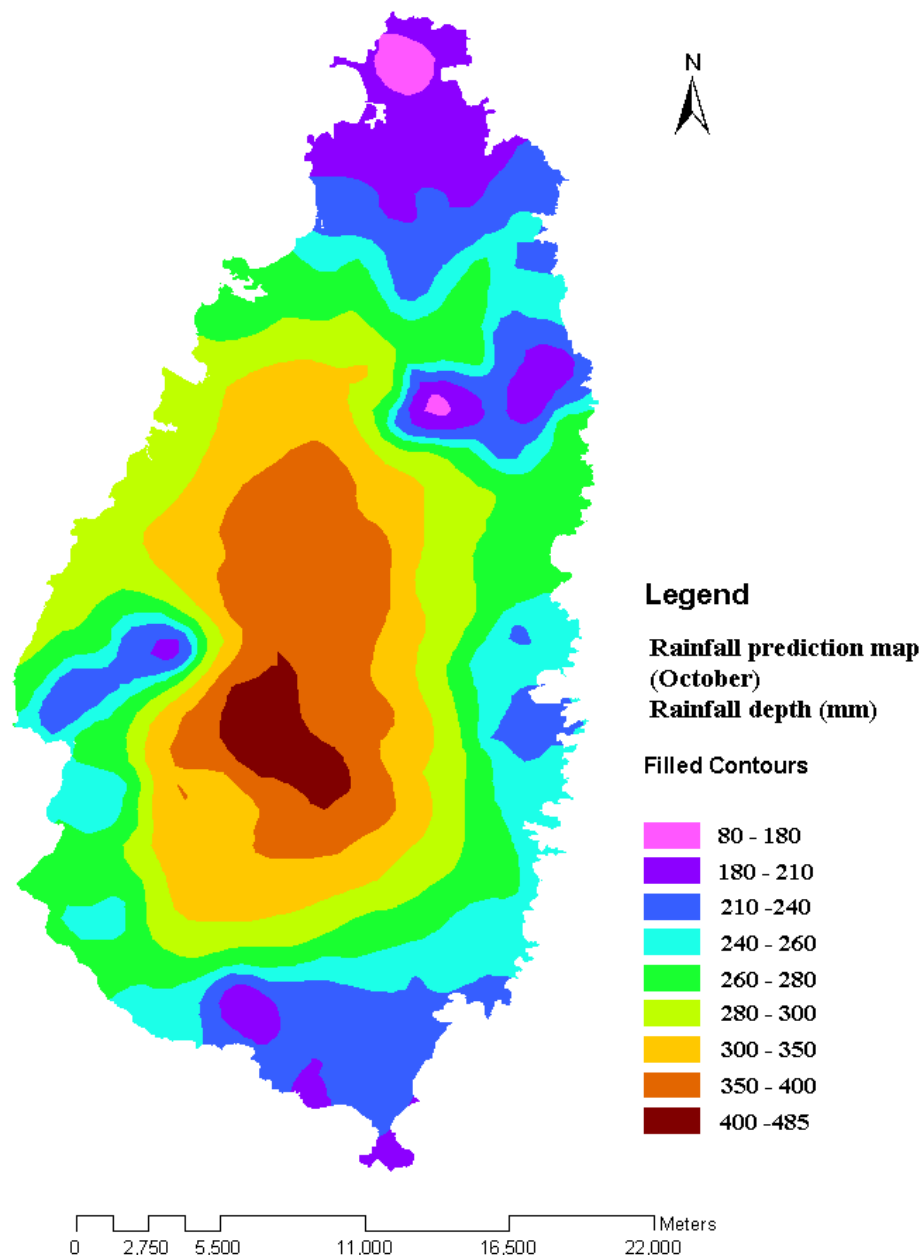 N
Legend
Rainfall prediction map
(October)
Rainfall depth (mm)
Filled Contours
80 - 180
180 - 210
210 -240
240 - 260
260 - 280
280 - 300
300 - 350
350 - 400
400 -485
Meters
0 2.750 5.500 11.000 16.500 22.000